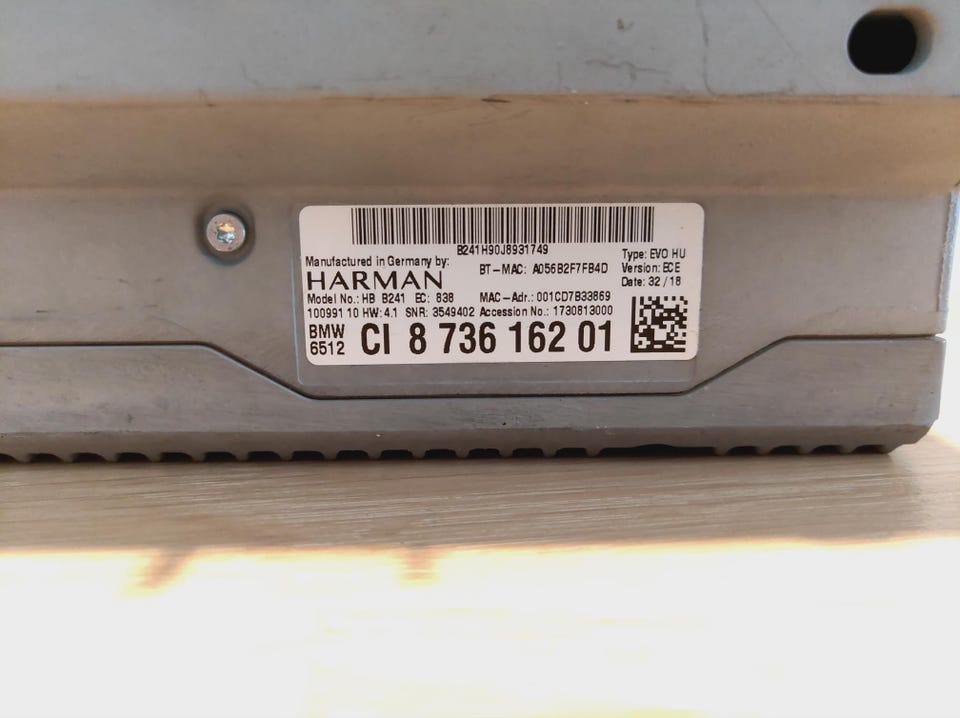 B241H90J8931749
Manufactured in Germany by:
HARMAN
BT-MAC: A056B2F7FB4D
Type: EVO HU
Version: ECE
Date: 32/18
Model No.: HB B241 EC: 838 MAC-Adr.: 001CD7B33869
100991 10 HW: 4.1 SNR: 3549402 Accession No.: 1730813000
BMW
6512
CI 8 736 162 01